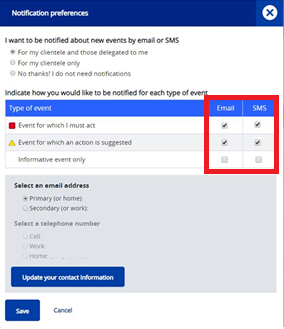 Notification preferences
I want to be notified about new events by email or SMS
For my clientele and those delegated to me
For my clientele only
No thanks! I do not need notifications
Indicate how you would like to be notified for each type of event
Type of event Email SMS
Event for which I must act
Event for which an action is suggested
Informative event only
Select an email address
Primary (or home):
Secondary (or work):
Select a telephone number
Cell:
Work:
Home:
Update your contact information
Save Cancel